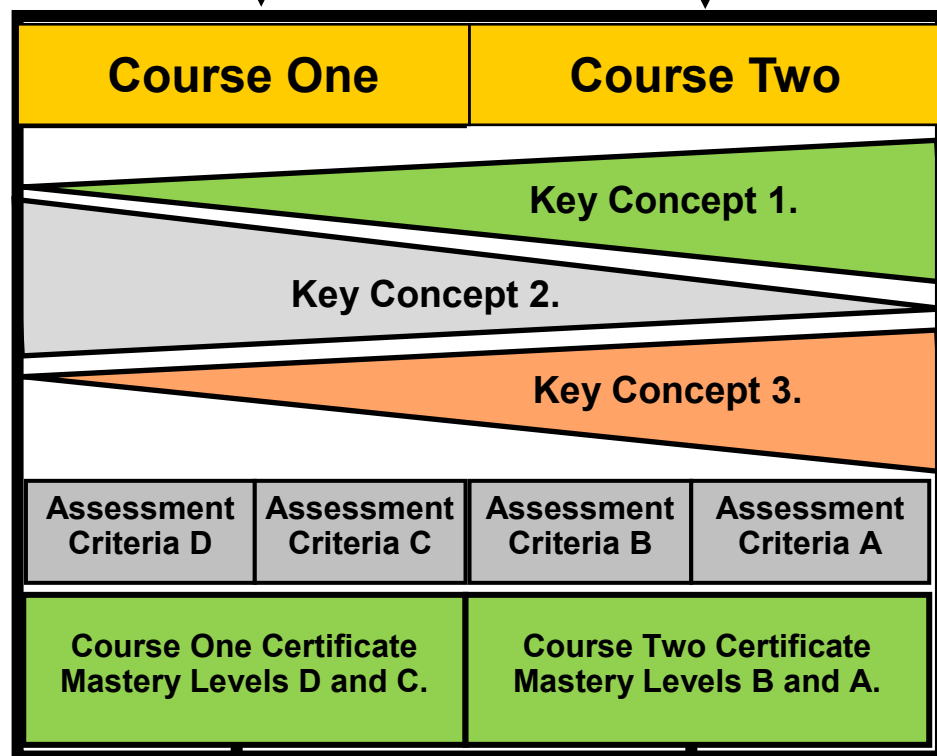 Course One
Course Two
Key Concept 1.
Key Concept 2.
Key Concept 3.
Assessment
Criteria D
Assessment
Criteria C
Assessment
Criteria B
Assessment
Criteria A
Course One Certificate
Mastery Levels D and C.
Course Two Certificate
Mastery Levels B and A.